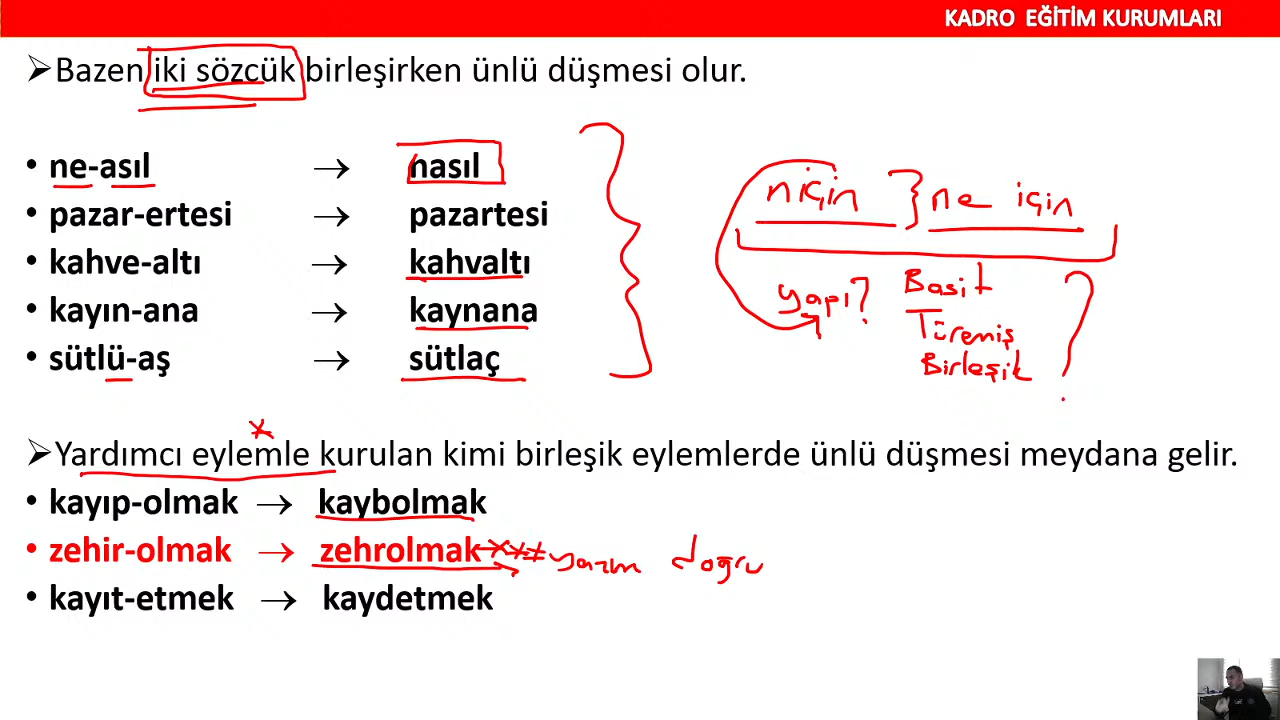 KADRO EĞİTİM KURUMLARI
➢Bazen iki sözcük birleşirken ünlü düşmesi olur.
• ne-asıl → nasıl
• pazar-ertesi → pazartesi
• kahve-altı → kahvaltı
• kayın-ana → kaynana
• sütlü-aş → sütlaç
niçin } ne için
yapı? Basit
Türemiş
Birleşik
?
➢Yardımcı eylemle kurulan kimi birleşik eylemlerde ünlü düşmesi meydana gelir.
• kayıp-olmak → kaybolmak
• zehir-olmak → zehrolmak yazım doğru
• kayıt-etmek → kaydetmek